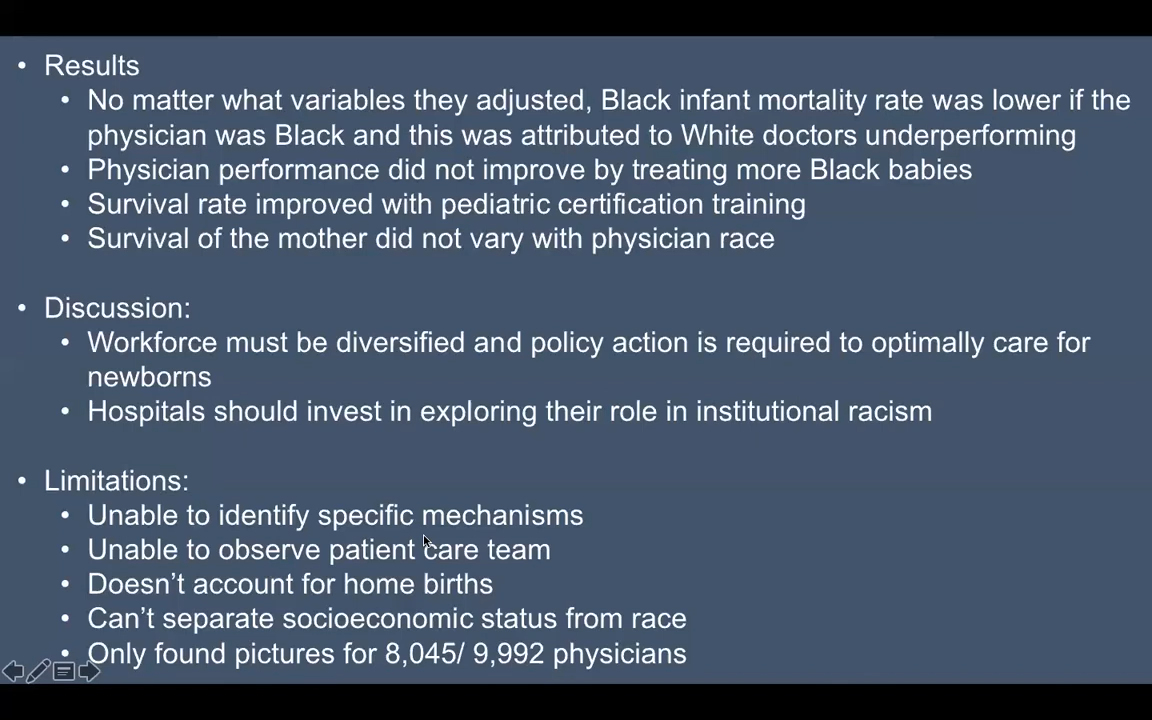 • Results
• No matter what variables they adjusted, Black infant mortality rate was lower if the
physician was Black and this was attributed to White doctors underperforming
• Physician performance did not improve by treating more Black babies
• Survival rate improved with pediatric certification training
• Survival of the mother did not vary with physician race
• Discussion:
• Workforce must be diversified and policy action is required to optimally care for
newborns
• Hospitals should invest in exploring their role in institutional racism
• Limitations:
• Unable to identify specific mechanisms
• Unable to observe patient care team
• Doesn’t account for home births
• Can’t separate socioeconomic status from race
• Only found pictures for 8,045/ 9,992 physicians